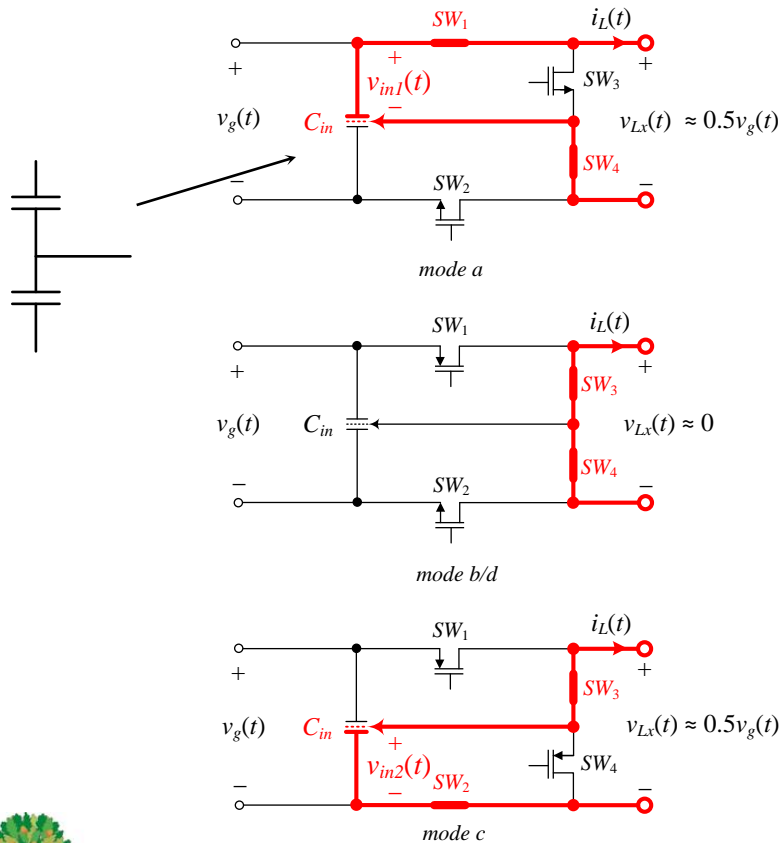 SW1 iL(t)
+ + +
vin1(t) SW3
vg(t) Cin − vLx(t) ≈ 0.5vg(t)
SW4
− SW2 −
mode a
SW1 iL(t)
+ +
SW3
vg(t) Cin vLx(t) ≈ 0
SW4
− SW2 −
mode b/d
SW1 iL(t)
+ SW3 +
vg(t) Cin + vLx(t) ≈ 0.5vg(t)
vin2(t) SW4
− − SW2 −
mode c